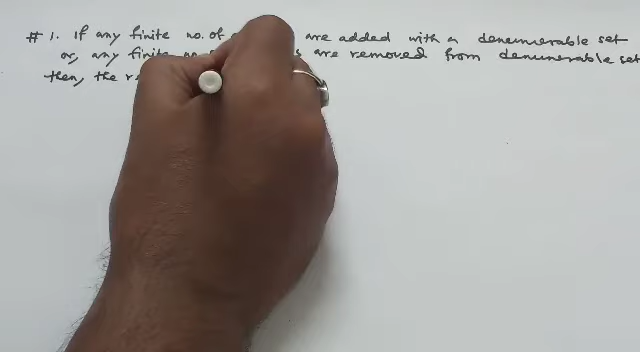 # 1. If any finite no. of are added with a denumerable set
or, any finite are removed from denumerable set
then, the